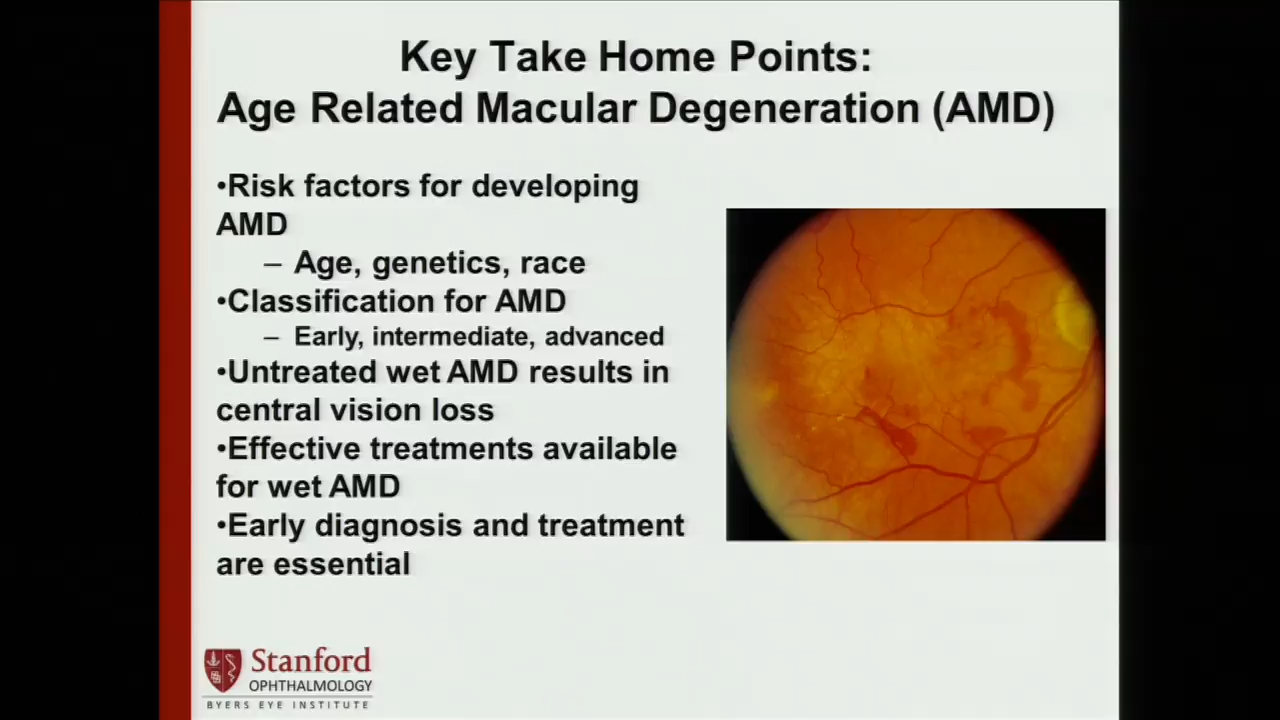 Key Take Home Points:
Age Related Macular Degeneration (AMD)
•Risk factors for developing
AMD
– Age, genetics, race
•Classification for AMD
– Early, intermediate, advanced
•Untreated wet AMD results in
central vision loss
•Effective treatments available
for wet AMD
•Early diagnosis and treatment
are essential
Stanford
OPHTHALMOLOGY
BYERS EYE INSTITUTE